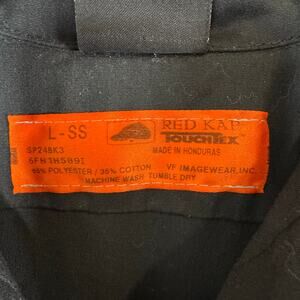 L-SS
RED KAP
TOUCHTEX
SP24BK3
MADE IN HONDURAS
65% POLYESTER / 35% COTTON
VF IMAGEWEAR, INC.
MACHINE WASH TUMBLE DRY